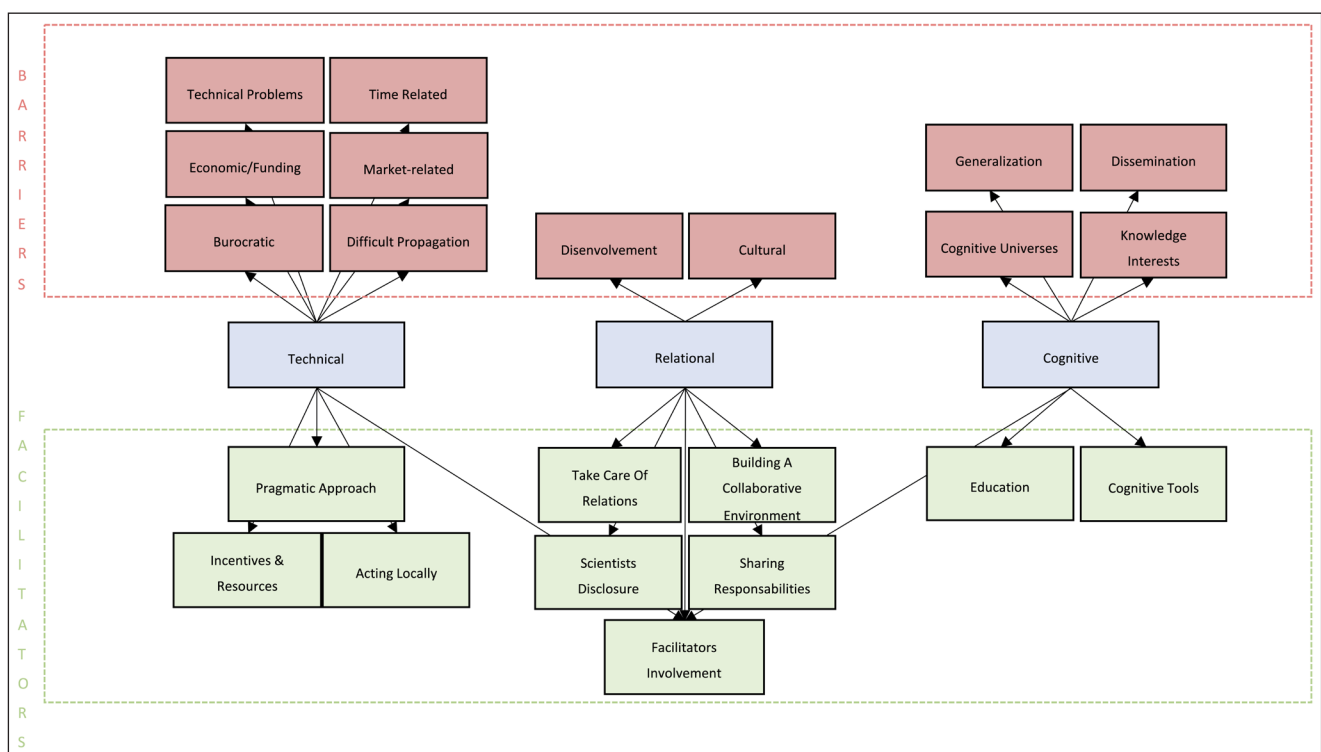 BARRIERS
Technical Problems
Time Related
Economic/Funding
Market-related
Burocratic
Difficult Propagation
Disenvolvement
Cultural
Generalization
Dissemination
Cognitive Universes
Knowledge
Interests
Technical
Relational
Cognitive
FACILITATORS
Pragmatic Approach
Incentives &
Resources
Acting Locally
Take Care Of
Relations
Building A
Collaborative
Environment
Scientists
Disclosure
Sharing
Responsabilities
Facilitators
Involvement
Education
Cognitive Tools